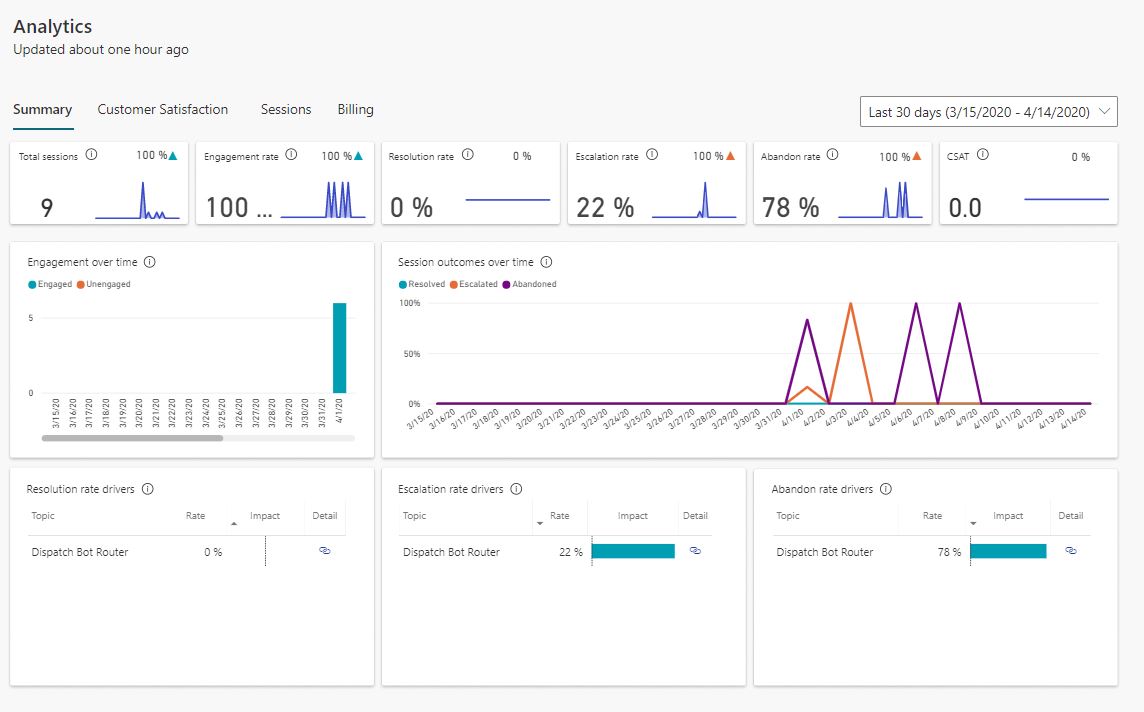 Analytics
Updated about one hour ago
Summary Customer Satisfaction Sessions Billing
Last 30 days (3/15/2020 - 4/14/2020)
Total sessions 100 % Engagement rate 100 % Resolution rate 0 % Escalation rate 100 % Abandon rate 100 % CSAT 0 %
9 100 ... 0 % 22 % 78 % 0.0
Engagement over time
Engaged Unengaged
5
0
3/15/20 3/16/20 3/17/20 3/18/20 3/19/20 3/20/20 3/21/20 3/22/20 3/23/20 3/24/20 3/25/20 3/26/20 3/27/20 3/28/20 3/29/20 3/30/20 3/31/20 4/1/20
Session outcomes over time
Resolved Escalated Abandoned
100%
50%
0%
3/15/20 3/16/20 3/17/20 3/18/20 3/19/20 3/20/20 3/21/20 3/22/20 3/23/20 3/24/20 3/25/20 3/26/20 3/27/20 3/28/20 3/29/20 3/30/20 3/31/20 4/1/20 4/2/20 4/3/20 4/4/20 4/5/20 4/6/20 4/7/20 4/8/20 4/9/20 4/10/20 4/11/20 4/12/20 4/13/20 4/14/20
Resolution rate drivers
Topic Rate Impact Detail
Dispatch Bot Router 0 %
Escalation rate drivers
Topic Rate Impact Detail
Dispatch Bot Router 22 %
Abandon rate drivers
Topic Rate Impact Detail
Dispatch Bot Router 78 %